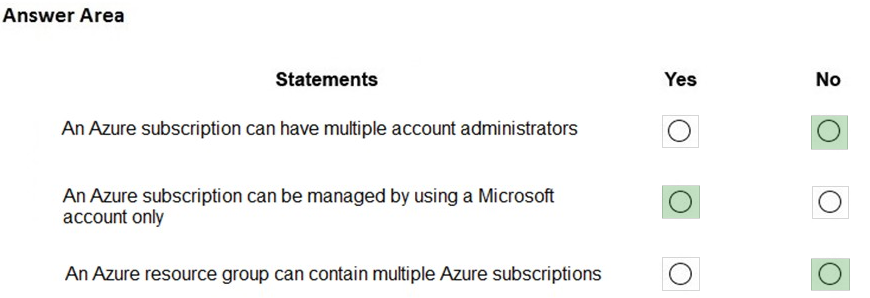 Answer Area
Statements Yes No
An Azure subscription can have multiple account administrators
An Azure subscription can be managed by using a Microsoft
account only
An Azure resource group can contain multiple Azure subscriptions